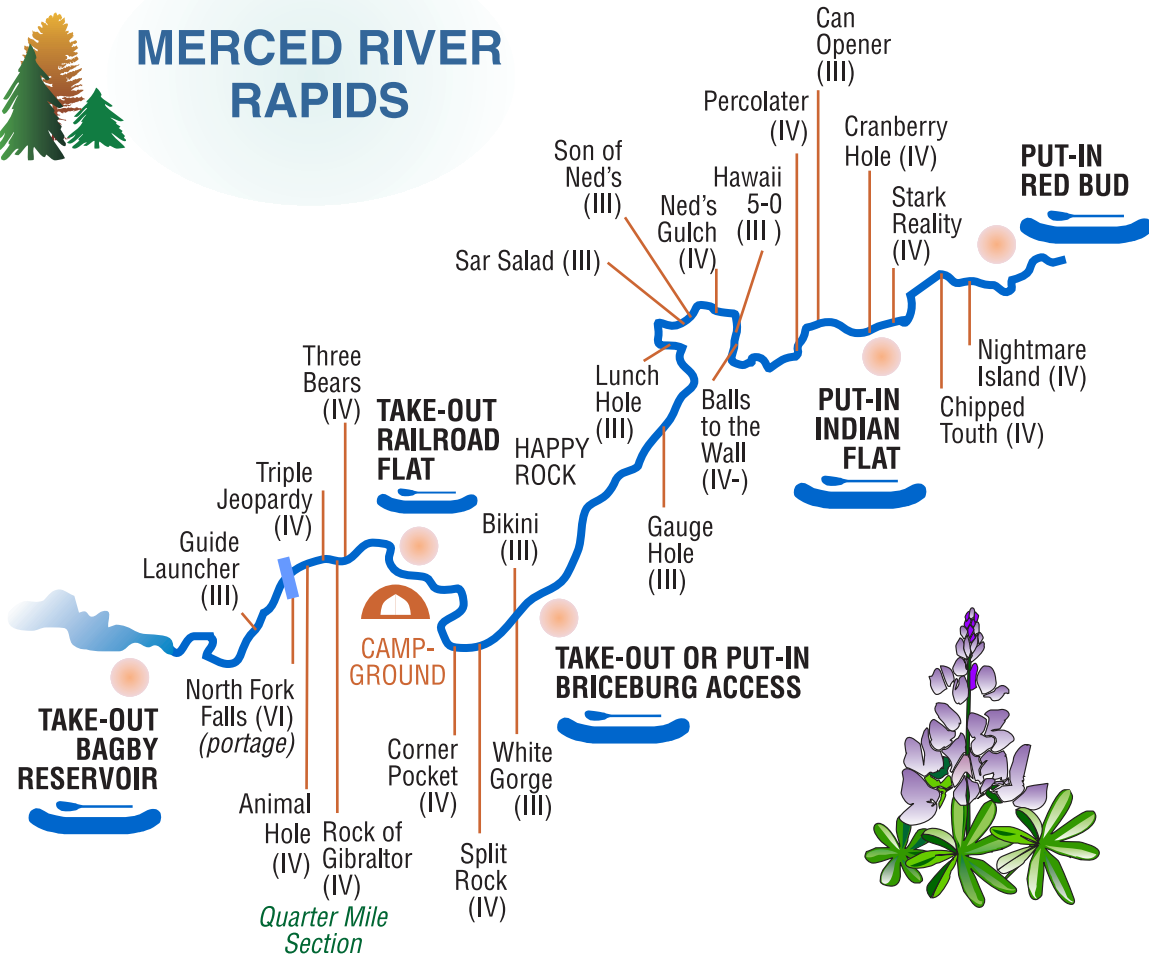 MERCED RIVER
RAPIDS
Can
Opener
(III)
Percolater
(IV)
Cranberry
Hole (IV)
PUT-IN
RED BUD
Son of
Ned's
(III)
Hawaii
5-0
(III )
Ned's
Gulch
(IV)
Stark
Reality
(IV)
Sar Salad (III)
Three
Bears
(IV)
Lunch
Hole
(III)
Nightmare
Island (IV)
Balls
to the
Wall
(IV-)
PUT-IN
INDIAN
FLAT
Chipped
Touth (IV)
TAKE-OUT
RAILROAD
FLAT
HAPPY
ROCK
Triple
Jeopardy
(IV)
Bikini
(III)
Gauge
Hole
(III)
Guide
Launcher
(III)
CAMP-
GROUND
TAKE-OUT OR PUT-IN
BRICEBURG ACCESS
North Fork
Falls (VI)
(portage)
TAKE-OUT
BAGBY
RESERVOIR
Corner
Pocket
(IV)
White
Gorge
(III)
Animal
Hole
(IV)
Rock of
Gibraltor
(IV)
Split
Rock
(IV)
Quarter Mile
Section